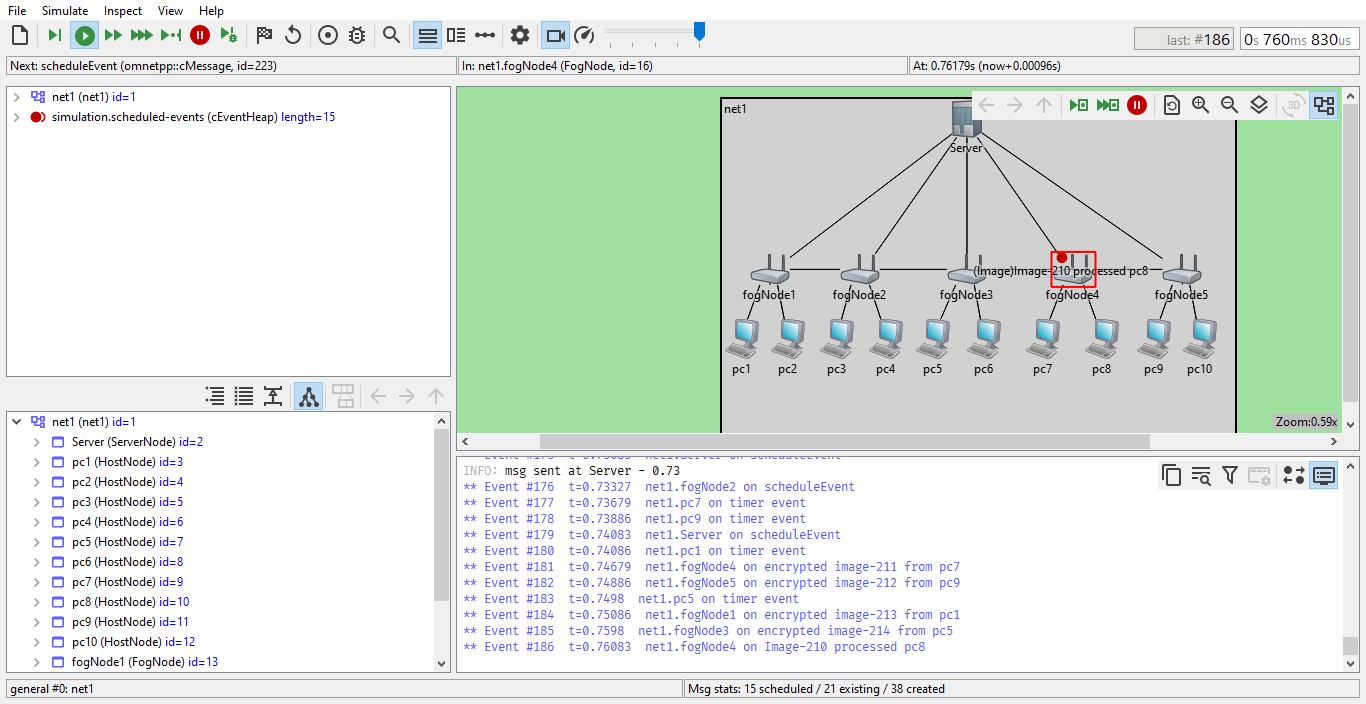 File Simulate Inspect View Help
last: #186
0s 760ms 830us
Next: scheduleEvent (omnetpp::cMessage, id=223)
In: net1.fogNode4 (FogNode, id=16)
At: 0.76179s (now+0.00096s)
net1 (net1) id=1
simulation.scheduled-events (cEventHeap) length=15
net1
3D
Server
(Image)Image-210 processed pc8
fogNode1 fogNode2 fogNode3 fogNode4 fogNode5
pc1 pc2 pc3 pc4 pc5 pc6 pc7 pc8 pc9 pc10
Zoom:0.59x
net1 (net1) id=1
Server (ServerNode) id=2
pc1 (HostNode) id=3
pc2 (HostNode) id=4
pc3 (HostNode) id=5
pc4 (HostNode) id=6
pc5 (HostNode) id=7
pc6 (HostNode) id=8
pc7 (HostNode) id=9
pc8 (HostNode) id=10
pc9 (HostNode) id=11
pc10 (HostNode) id=12
fogNode1 (FogNode) id=13
INFO: msg sent at Server - 0.73
** Event #176 t=0.73327 net1.fogNode2 on scheduleEvent
** Event #177 t=0.73679 net1.pc7 on timer event
** Event #178 t=0.73886 net1.pc9 on timer event
** Event #179 t=0.74083 net1.Server on scheduleEvent
** Event #180 t=0.74086 net1.pc1 on timer event
** Event #181 t=0.74679 net1.fogNode4 on encrypted image-211 from pc7
** Event #182 t=0.74886 net1.fogNode5 on encrypted image-212 from pc9
** Event #183 t=0.7498 net1.pc5 on timer event
** Event #184 t=0.75086 net1.fogNode1 on encrypted image-213 from pc1
** Event #185 t=0.7598 net1.fogNode3 on encrypted image-214 from pc5
** Event #186 t=0.76083 net1.fogNode4 on Image-210 processed pc8
general #0: net1
Msg stats: 15 scheduled / 21 existing / 38 created